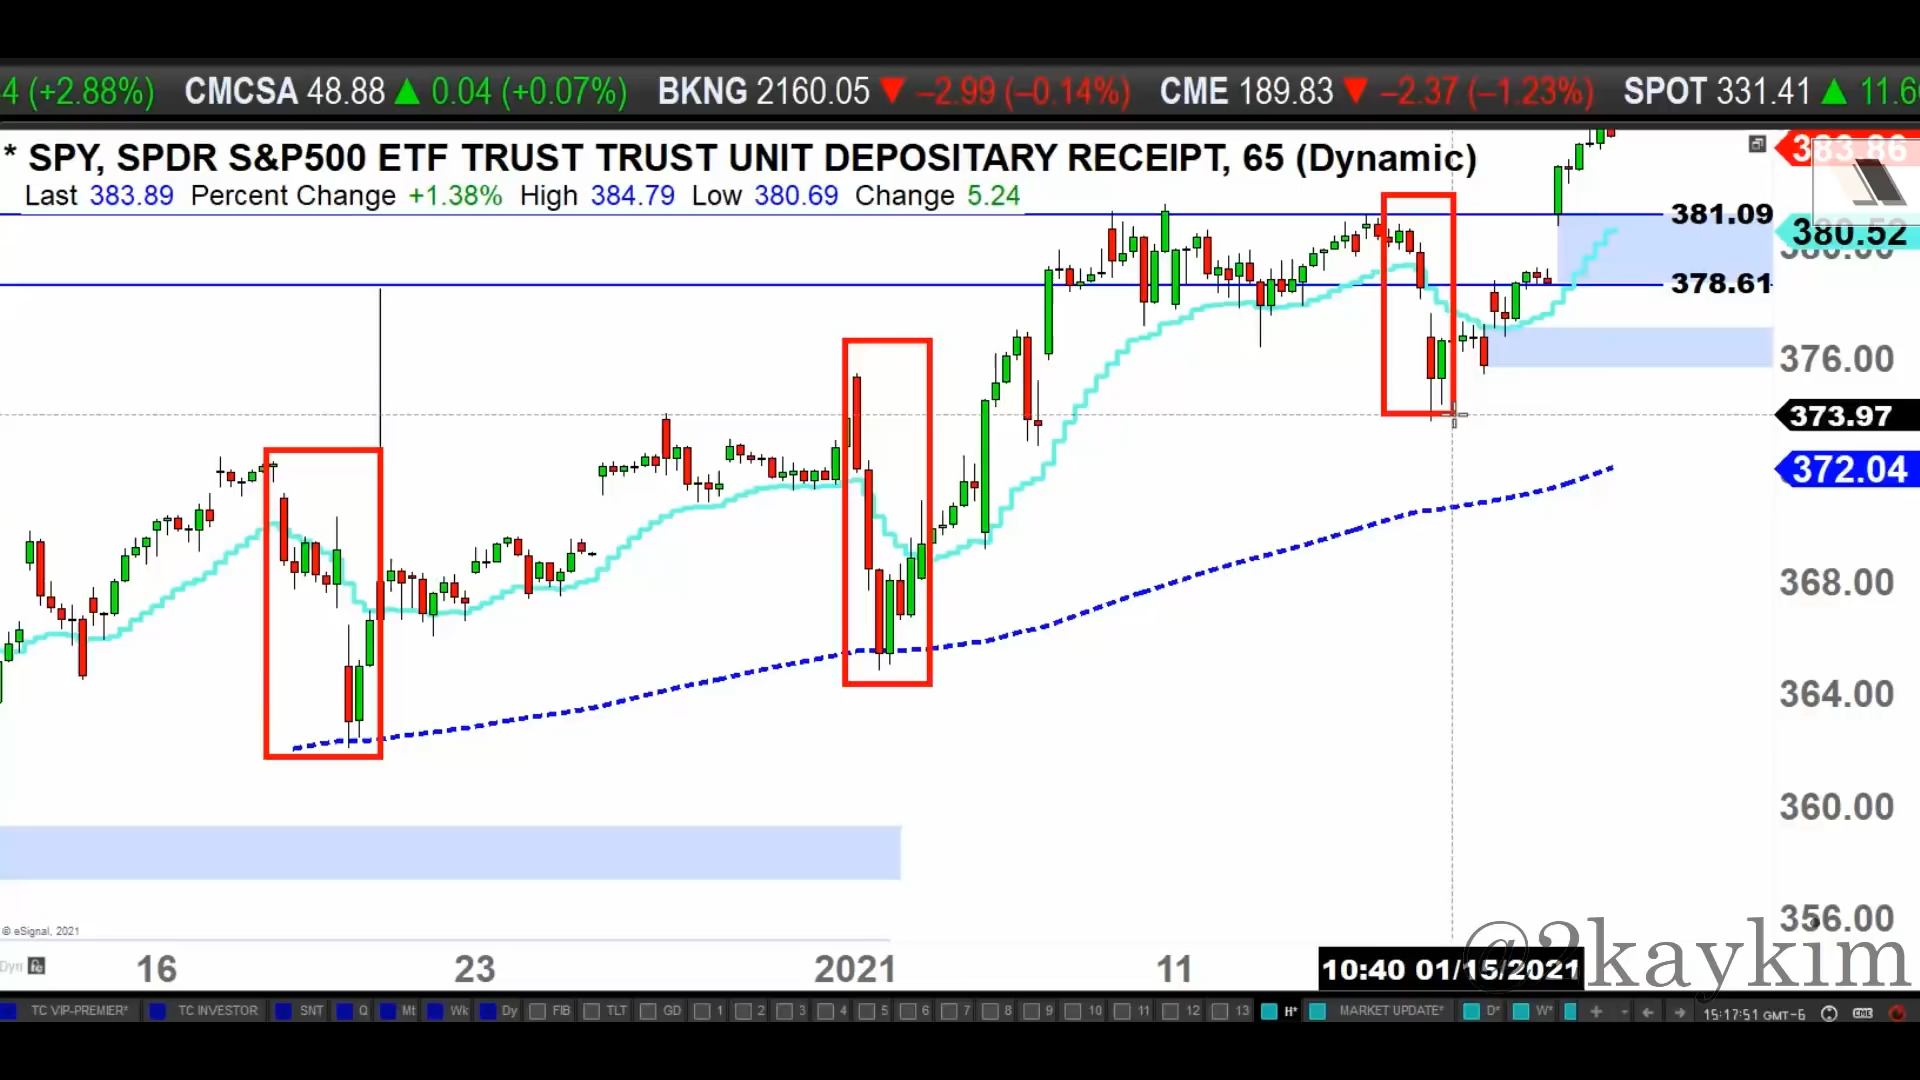 4 (+2.88%) CMCSA 48.88 ▲ 0.04 (+0.07%) BKNG 2160.05 ▼ –2.99 (–0.14%) CME 189.83 ▼ –2.37 (–1.23%) SPOT 331.41 ▲ 11.6
* SPY, SPDR S&P500 ETF TRUST TRUST UNIT DEPOSITARY RECEIPT, 65 (Dynamic)
Last 383.89 Percent Change +1.38% High 384.79 Low 380.69 Change 5.24
383.86
381.09
380.52
380.00
378.61
376.00
373.97
372.04
368.00
364.00
360.00
356.00
© eSignal, 2021
@2kaykim
Dyn 16 23 2021 11 10:40 01/15/2021
TC VIP-PREMIER* TC INVESTOR SNT Q Mt Wk Dy FIB TLT GD 1 2 3 4 5 6 7 8 9 10 11 12 13 H* MARKET UPDATE* D* W* 15:17:51 GMT-6 CME